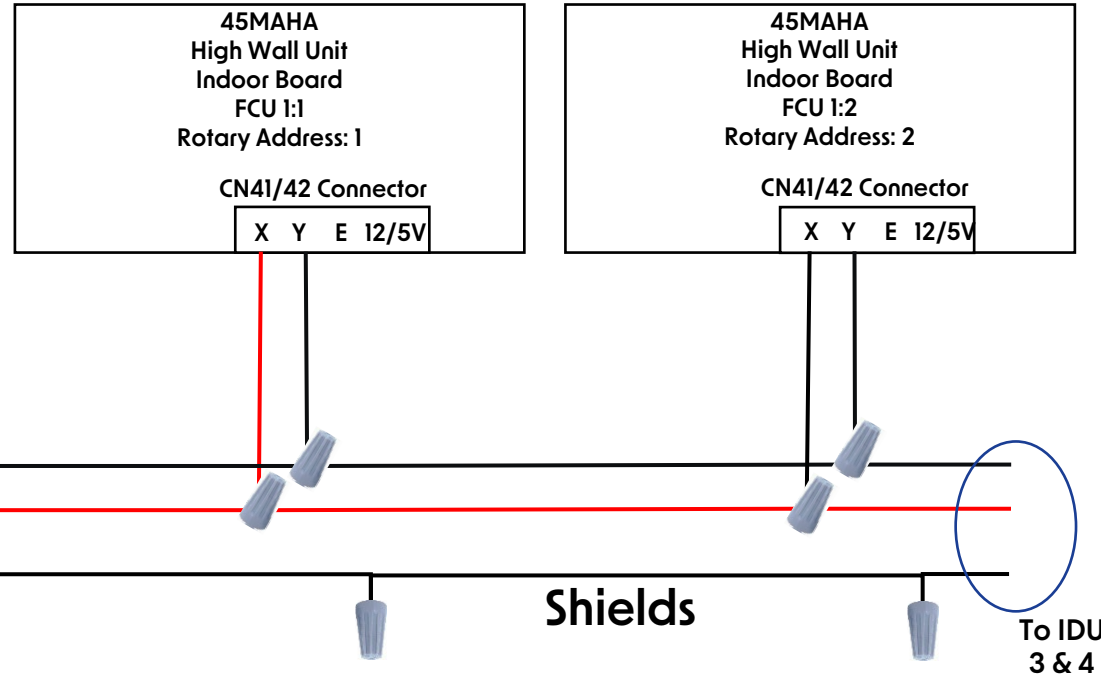 45MAHA
High Wall Unit
Indoor Board
FCU 1:1
Rotary Address: 1
CN41/42 Connector
X Y E 12/5V
45MAHA
High Wall Unit
Indoor Board
FCU 1:2
Rotary Address: 2
CN41/42 Connector
X Y E 12/5V
Shields
To IDU
3 & 4